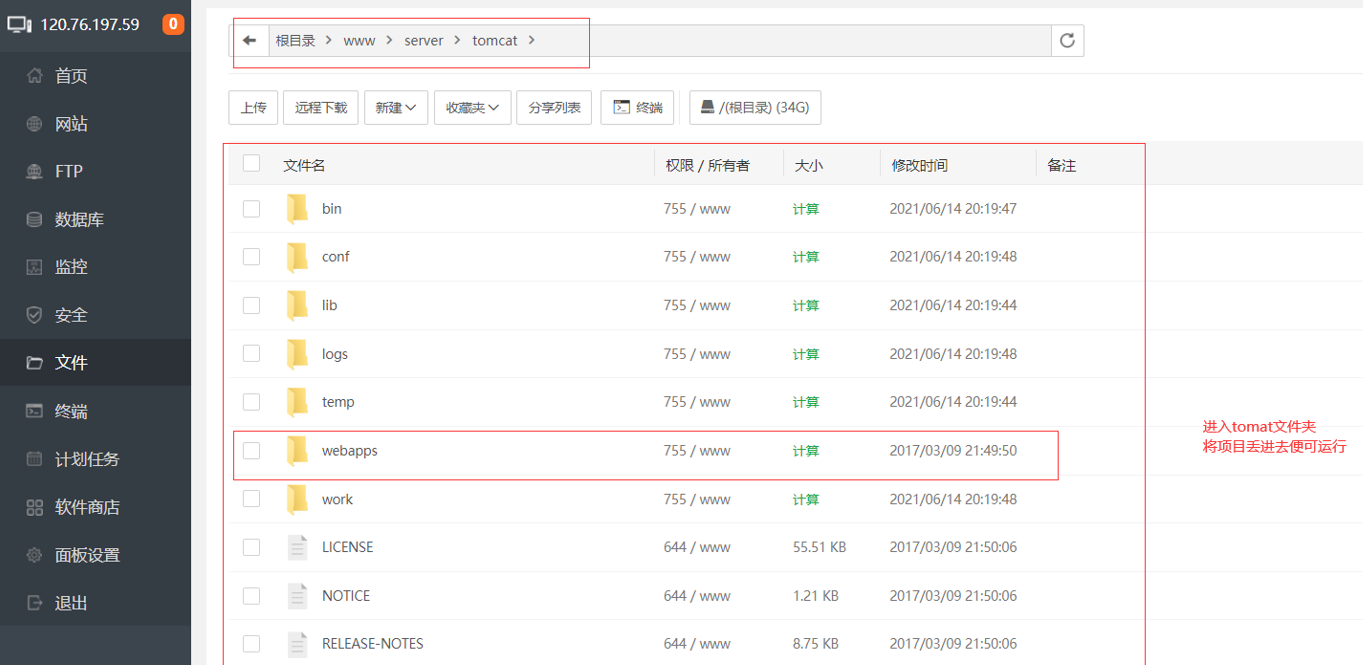 120.76.197.59 0
首页
网站
FTP
数据库
监控
安全
文件
终端
计划任务
软件商店
面板设置
退出
根目录 > www > server > tomcat >
上传 远程下载 新建 收藏夹 分享列表 终端 /(根目录) (34G)
文件名 权限 / 所有者 大小 修改时间 备注
bin 755 / www 计算 2021/06/14 20:19:47
conf 755 / www 计算 2021/06/14 20:19:48
lib 755 / www 计算 2021/06/14 20:19:44
logs 755 / www 计算 2021/06/14 20:19:48
temp 755 / www 计算 2021/06/14 20:19:44
webapps 755 / www 计算 2017/03/09 21:49:50
work 755 / www 计算 2021/06/14 20:19:48
LICENSE 644 / www 55.51 KB 2017/03/09 21:50:06
NOTICE 644 / www 1.21 KB 2017/03/09 21:50:06
RELEASE-NOTES 644 / www 8.75 KB 2017/03/09 21:50:06
进入tomat文件夹
将项目丢进去便可运行